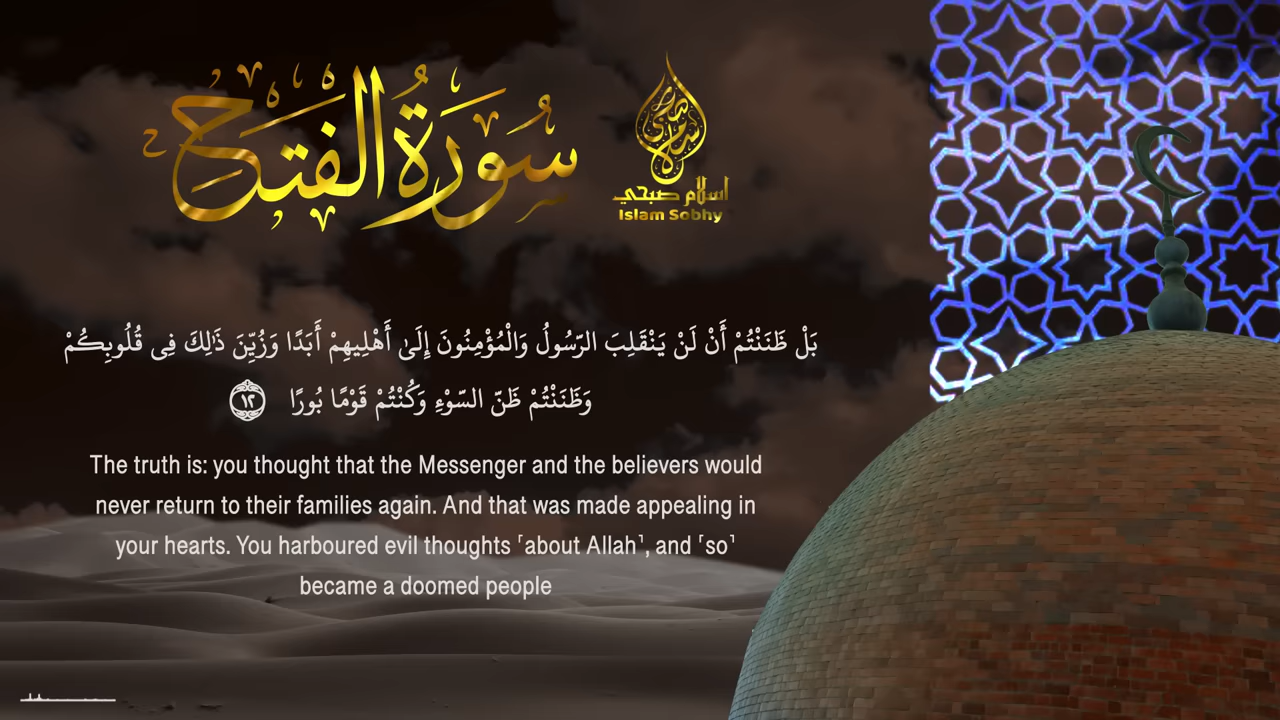 سُورَةُ الفَتح
اسلام صبحي
Islam Sobhy
بَلْ ظَنَنْتُمْ أَنْ لَنْ يَنْقَلِبَ الرَّسُولُ وَالْمُؤْمِنُونَ إِلَىٰ أَهْلِيهِمْ أَبَدًا وَزُيِّنَ ذَٰلِكَ فِى قُلُوبِكُمْ
وَظَنَنْتُمْ ظَنَّ السَّوْءِ وَكُنْتُمْ قَوْمًا بُورًا ١٢
The truth is: you thought that the Messenger and the believers would
never return to their families again. And that was made appealing in
your hearts. You harboured evil thoughts ˹about Allah˺, and ˹so˺
became a doomed people